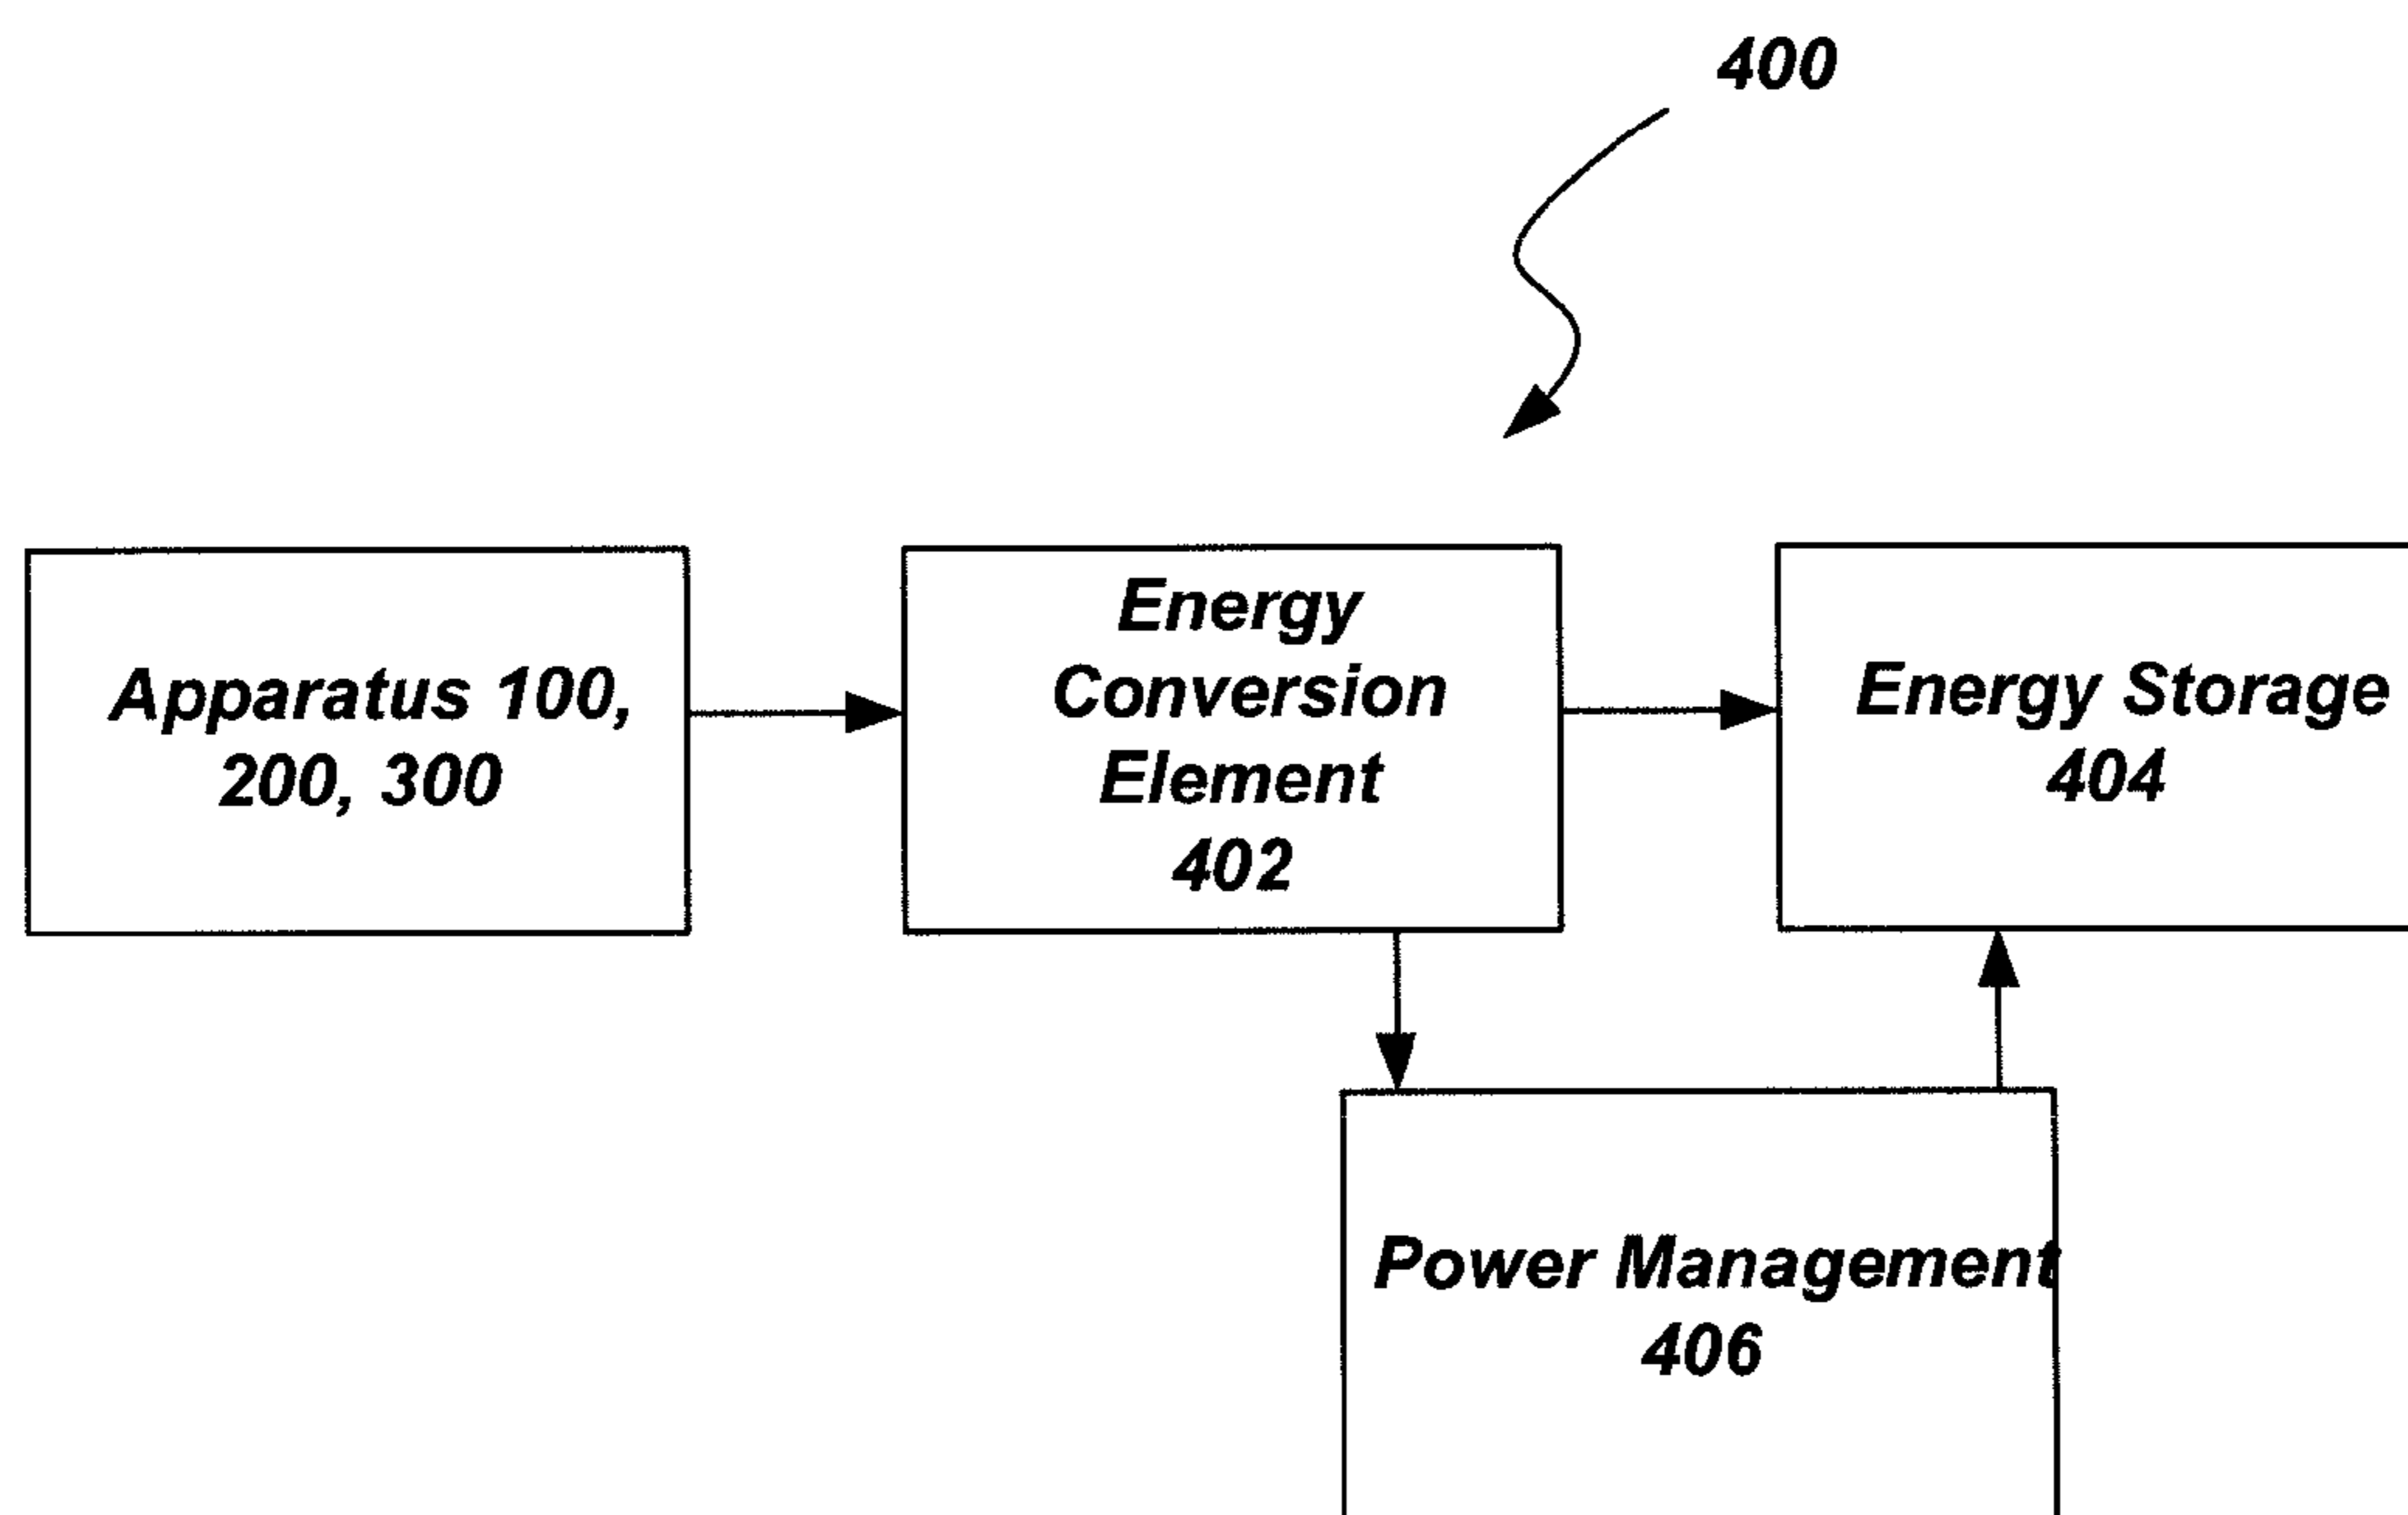 400
Apparatus 100,
200, 300
Energy
Conversion
Element
402
Energy Storage
404
Power Management
406